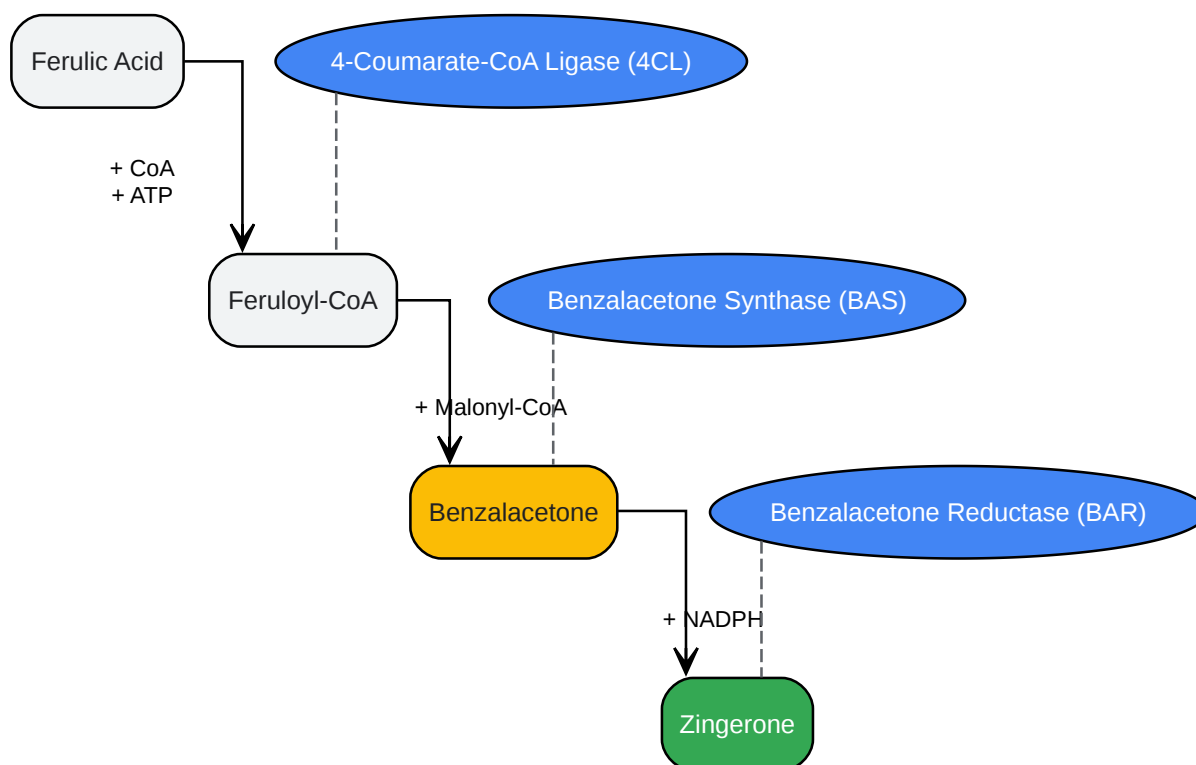 Ferulic Acid
4-Coumarate-CoA Ligase (4CL)
+ CoA
+ ATP
Feruloyl-CoA
Benzalacetone Synthase (BAS)
+ Malonyl-CoA
Benzalacetone
Benzalacetone Reductase (BAR)
+ NADPH
Zingerone